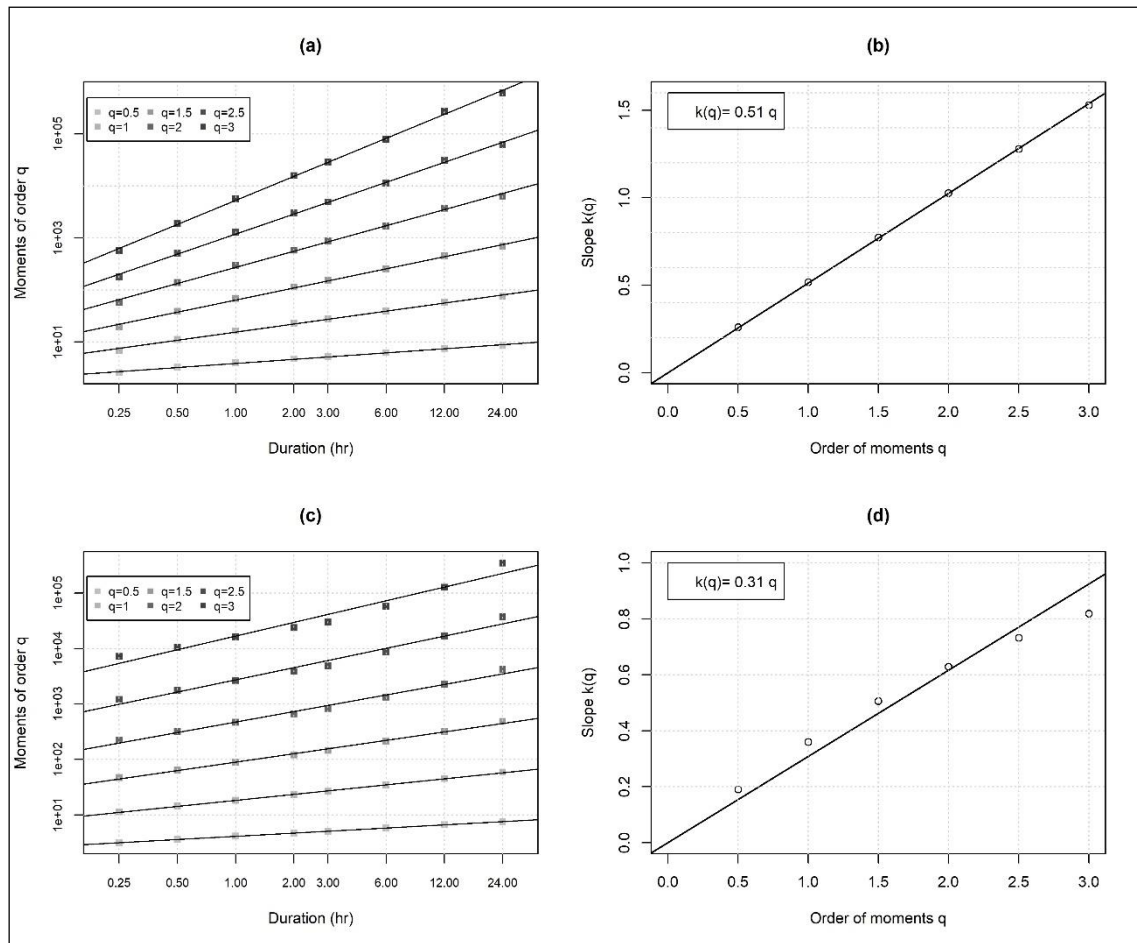 (a)
Moments of order q
1e+05
1e+03
1e+01
q=0.5 q=1.5 q=2.5
q=1 q=2 q=3
0.25 0.50 1.00 2.00 3.00 6.00 12.00 24.00
Duration (hr)
(b)
Slope k(q)
1.5
1.0
0.5
0.0
k(q)= 0.51 q
0.0 0.5 1.0 1.5 2.0 2.5 3.0
Order of moments q
(c)
Moments of order q
1e+05
1e+04
1e+03
1e+02
1e+01
q=0.5 q=1.5 q=2.5
q=1 q=2 q=3
0.25 0.50 1.00 2.00 3.00 6.00 12.00 24.00
Duration (hr)
(d)
Slope k(q)
1.0
0.8
0.6
0.4
0.2
0.0
k(q)= 0.31 q
0.0 0.5 1.0 1.5 2.0 2.5 3.0
Order of moments q